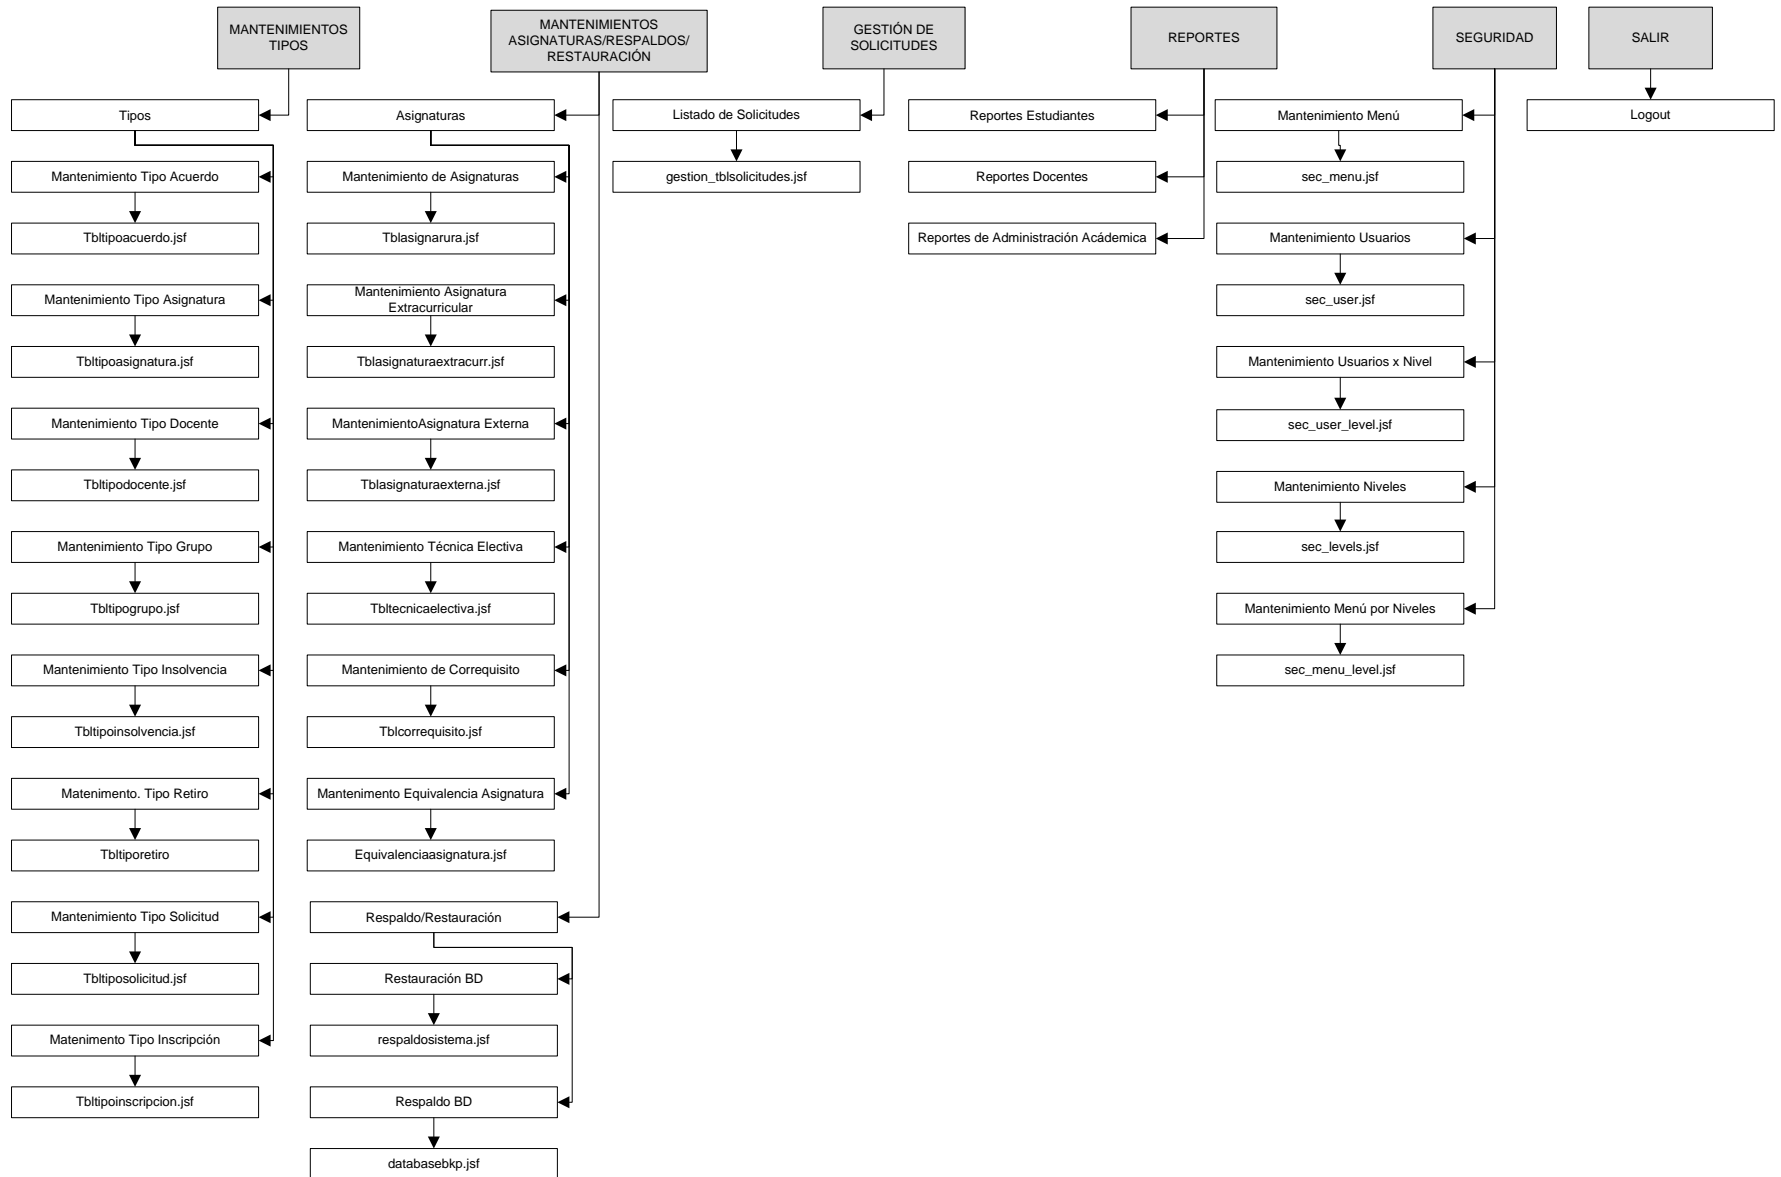 MANTENIMIENTOS
TIPOS
MANTENIMIENTOS
ASIGNATURAS/RESPALDOS/
RESTAURACIÓN
GESTIÓN DE
SOLICITUDES
REPORTES
SEGURIDAD
SALIR
Tipos
Mantenimiento Tipo Acuerdo
Tbltipoacuerdo.jsf
Mantenimiento Tipo Asignatura
Tbltipoasignatura.jsf
Mantenimiento Tipo Docente
Tbltipodocente.jsf
Mantenimiento Tipo Grupo
Tbltipogrupo.jsf
Mantenimiento Tipo Insolvencia
Tbltipoinsolvencia.jsf
Matenimento. Tipo Retiro
Tbltiporetiro
Mantenimiento Tipo Solicitud
Tbltiposolicitud.jsf
Matenimento Tipo Inscripción
Tbltipoinscripcion.jsf
Asignaturas
Mantenimiento de Asignaturas
Tblasignarura.jsf
Mantenimiento Asignatura
Extracurricular
Tblasignaturaextracurr.jsf
MantenimientoAsignatura Externa
Tblasignaturaexterna.jsf
Mantenimiento Técnica Electiva
Tbltecnicaelectiva.jsf
Mantenimiento de Correquisito
Tblcorrequisito.jsf
Mantenimento Equivalencia Asignatura
Equivalenciaasignatura.jsf
Respaldo/Restauración
Restauración BD
respaldosistema.jsf
Respaldo BD
databasebkp.jsf
Listado de Solicitudes
gestion_tblsolicitudes.jsf
Reportes Estudiantes
Reportes Docentes
Reportes de Administración Acádemica
Mantenimiento Menú
sec_menu.jsf
Mantenimiento Usuarios
sec_user.jsf
Mantenimiento Usuarios x Nivel
sec_user_level.jsf
Mantenimiento Niveles
sec_levels.jsf
Mantenimiento Menú por Niveles
sec_menu_level.jsf
Logout